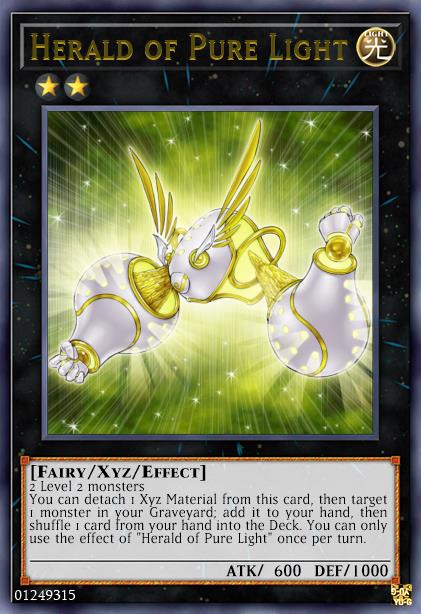 HERALD OF PURE LIGHT
LIGHT
光
[FAIRY/XYZ/EFFECT]
2 Level 2 monsters
You can detach 1 Xyz Material from this card, then target
1 monster in your Graveyard; add it to your hand, then
shuffle 1 card from your hand into the Deck. You can only
use the effect of "Herald of Pure Light" once per turn.
ATK/ 600 DEF/1000
01249315